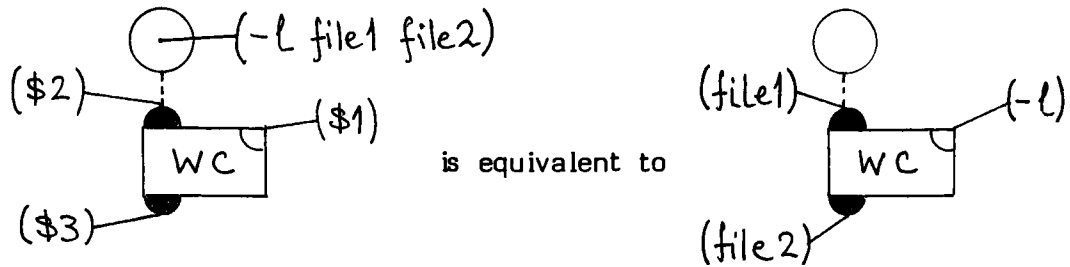 (-l file1 file2)
($2)
($1)
WC
($3)
is equivalent to
(file1)
(-l)
WC
(file2)